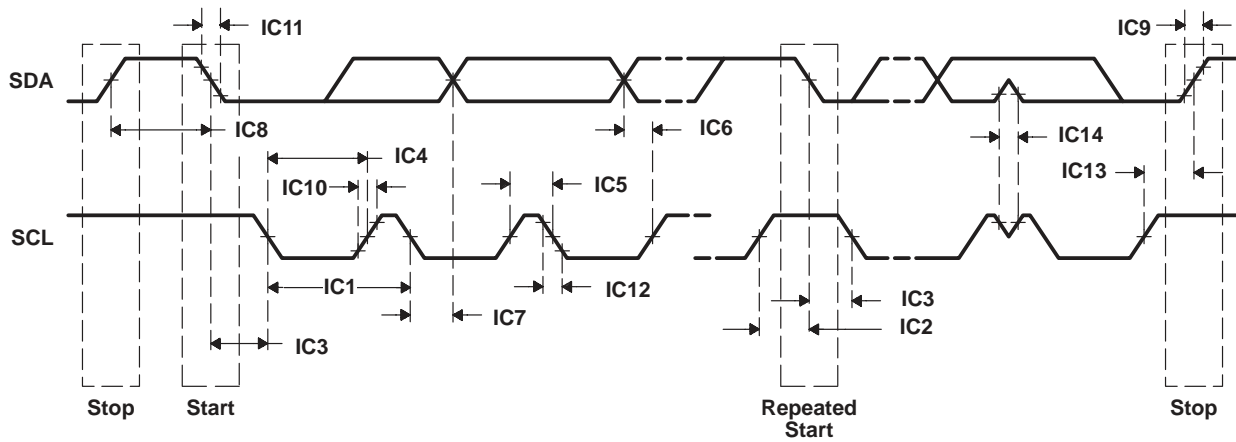 IC11
IC9
SDA
IC8
IC6
IC14
IC4
IC10
IC5
IC13
SCL
IC1
IC12
IC7
IC3
IC3
IC2
Stop
Start
Repeated
Start
Stop